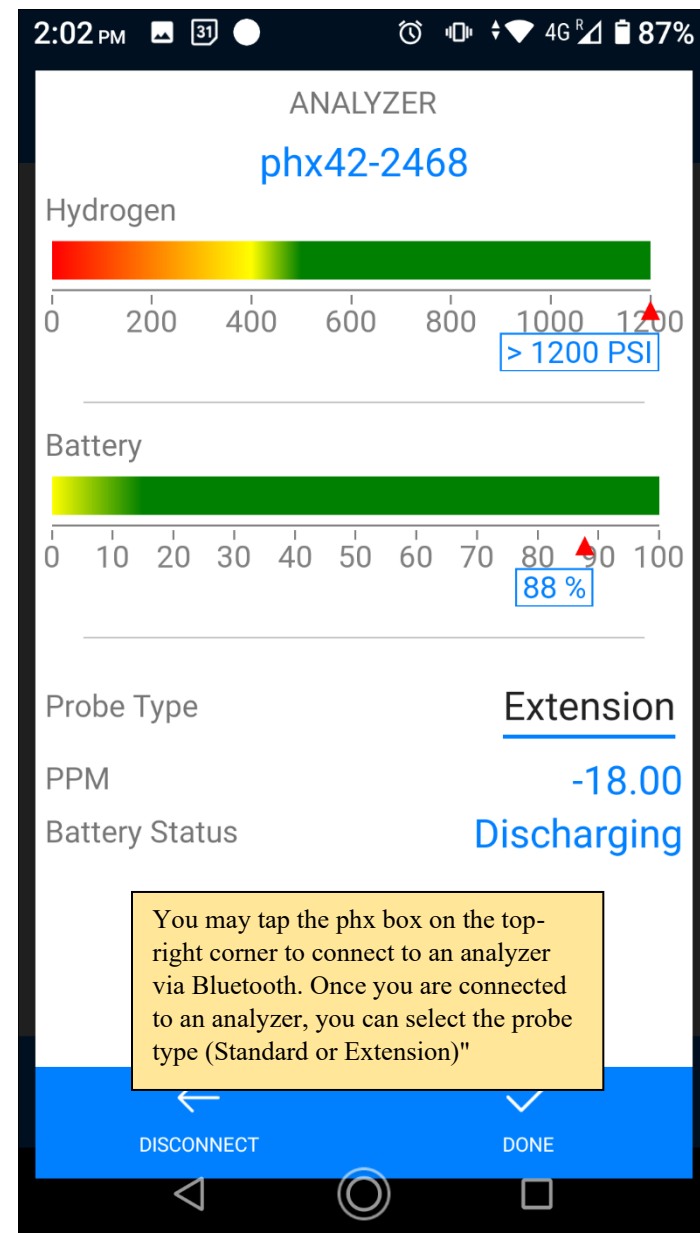 2:02 PM 31 4G R 87%
ANALYZER
phx42-2468
Hydrogen
0 200 400 600 800 1000 1200
> 1200 PSI
Battery
0 10 20 30 40 50 60 70 80 90 100
88 %
Probe Type Extension
PPM -18.00
Battery Status Discharging
You may tap the phx box on the top-
right corner to connect to an analyzer
via Bluetooth. Once you are connected
to an analyzer, you can select the probe
type (Standard or Extension)"
DISCONNECT DONE